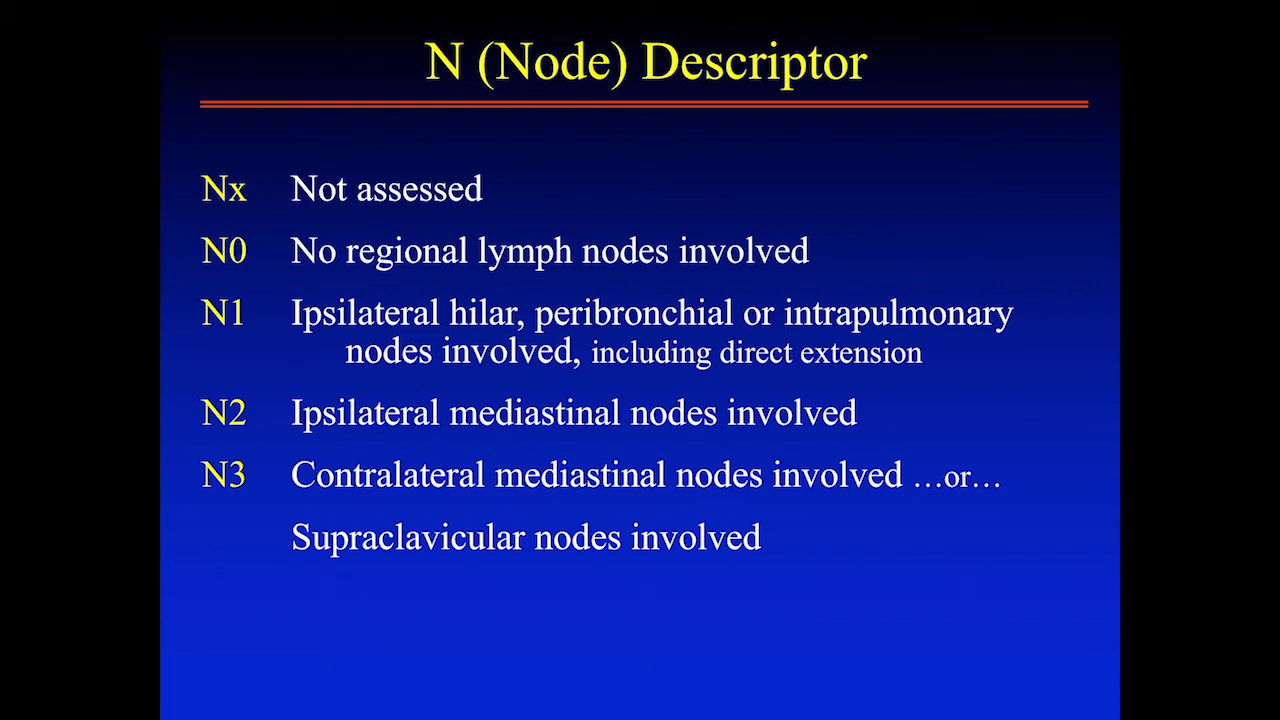 N (Node) Descriptor
Nx Not assessed
N0 No regional lymph nodes involved
N1 Ipsilateral hilar, peribronchial or intrapulmonary
nodes involved, including direct extension
N2 Ipsilateral mediastinal nodes involved
N3 Contralateral mediastinal nodes involved …or…
Supraclavicular nodes involved